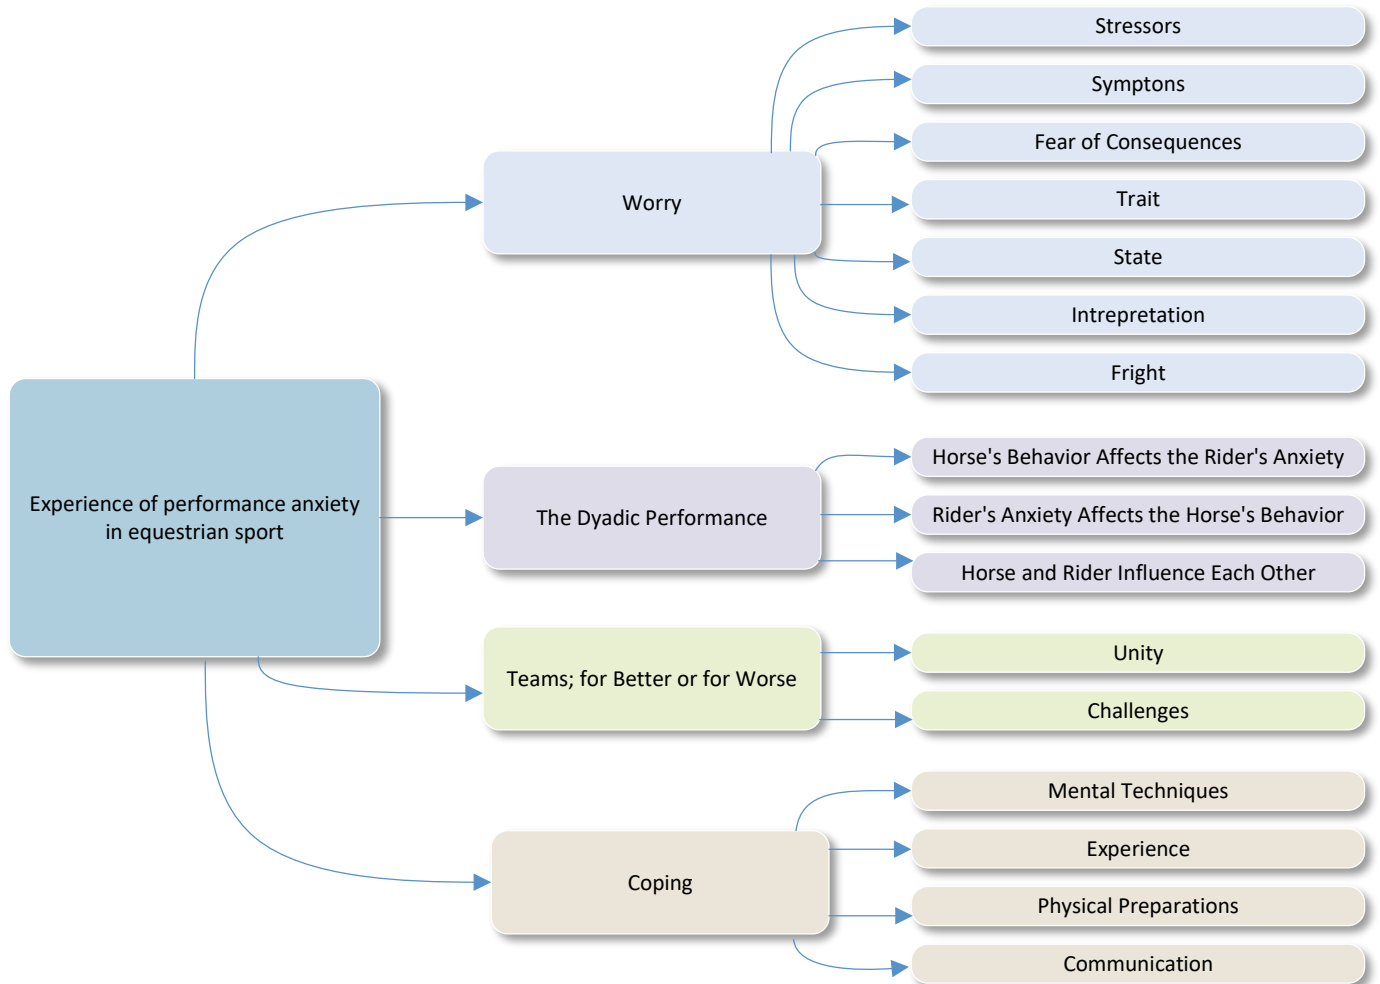 Stressors
Symptons
Fear of Consequences
Worry
Trait
State
Intrepretation
Fright
Experience of performance anxiety
in equestrian sport
Horse's Behavior Affects the Rider's Anxiety
The Dyadic Performance
Rider's Anxiety Affects the Horse's Behavior
Horse and Rider Influence Each Other
Teams; for Better or for Worse
Unity
Challenges
Mental Techniques
Experience
Coping
Physical Preparations
Communication